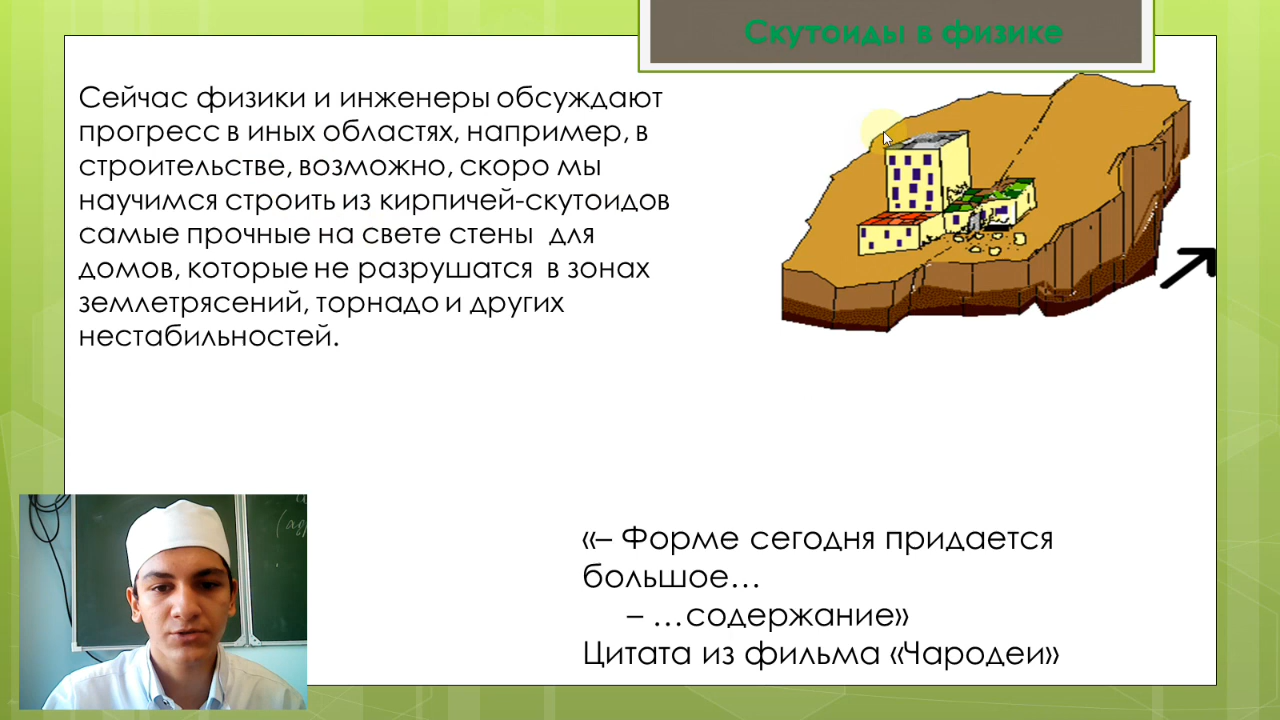 Скутоиды в физике
Сейчас физики и инженеры обсуждают
прогресс в иных областях, например, в
строительстве, возможно, скоро мы
научимся строить из кирпичей-скутоидов
самые прочные на свете стены для
домов, которые не разрушатся в зонах
землетрясений, торнадо и других
нестабильностей.
«– Форме сегодня придается
большое…
– …содержание»
Цитата из фильма «Чародеи»